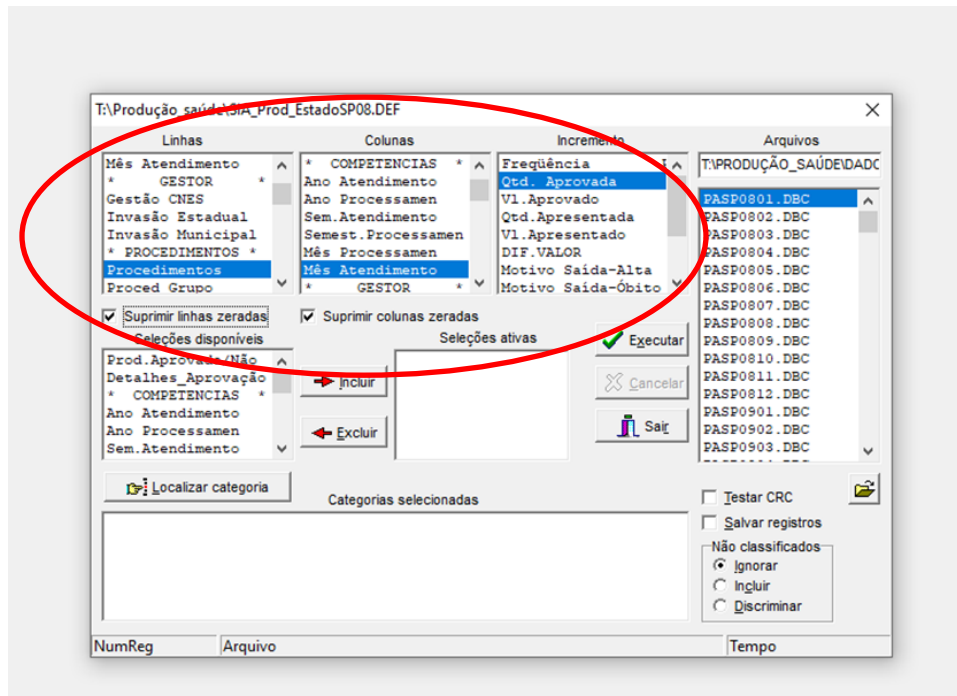 T:\Produção_saúde\SIA_Prod_EstadoSP08.DEF
Linhas
Mês Atendimento
* GESTOR *
Gestão CNES
Invasão Estadual
Invasão Municipal
* PROCEDIMENTOS *
Procedimentos
Proced Grupo
Colunas
* COMPETENCIAS *
Ano Atendimento
Ano Processamen
Sem.Atendimento
Semest.Processamen
Mês Processamen
Mês Atendimento
* GESTOR *
Incremento
Freqüência
Qtd. Aprovada
Vl.Aprovado
Qtd.Apresentada
Vl.Apresentado
DIF.VALOR
Motivo Saída-Alta
Motivo Saída-Óbito
Arquivos
T:\PRODUÇÃO_SAÚDE\DADO
PASP0801.DBC
PASP0802.DBC
PASP0803.DBC
PASP0804.DBC
PASP0805.DBC
PASP0806.DBC
PASP0807.DBC
PASP0808.DBC
PASP0809.DBC
PASP0810.DBC
PASP0811.DBC
PASP0812.DBC
PASP0901.DBC
PASP0902.DBC
PASP0903.DBC
Suprimir linhas zeradas
Suprimir colunas zeradas
Seleções disponíveis
Prod.Aprovada/Não
Detalhes_Aprovação
* COMPETENCIAS *
Ano Atendimento
Ano Processamen
Sem.Atendimento
Incluir
Excluir
Seleções ativas
Executar
Cancelar
Sair
Localizar categoria
Categorias selecionadas
Testar CRC
Salvar registros
Não classificados
Ignorar
Incluir
Discriminar
NumReg
Arquivo
Tempo